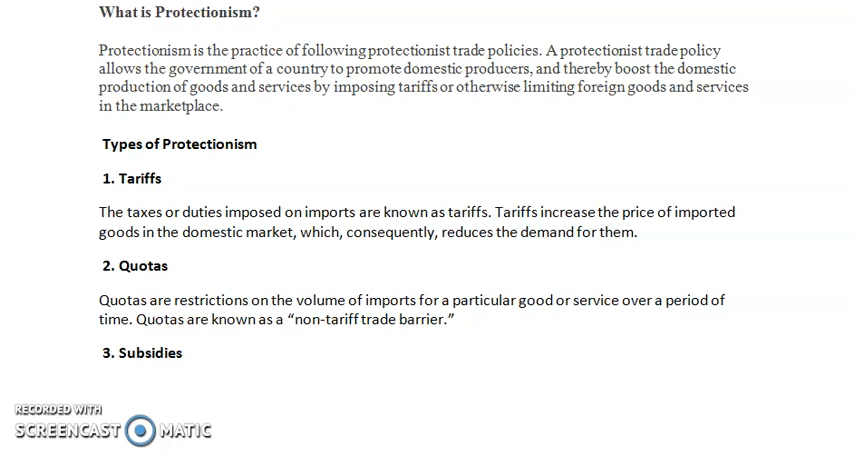 What is Protectionism?
Protectionism is the practice of following protectionist trade policies. A protectionist trade policy
allows the government of a country to promote domestic producers, and thereby boost the domestic
production of goods and services by imposing tariffs or otherwise limiting foreign goods and services
in the marketplace.
Types of Protectionism
1. Tariffs
The taxes or duties imposed on imports are known as tariffs. Tariffs increase the price of imported
goods in the domestic market, which, consequently, reduces the demand for them.
2. Quotas
Quotas are restrictions on the volume of imports for a particular good or service over a period of
time. Quotas are known as a “non-tariff trade barrier.”
3. Subsidies
RECORDED WITH
SCREENCAST MATIC